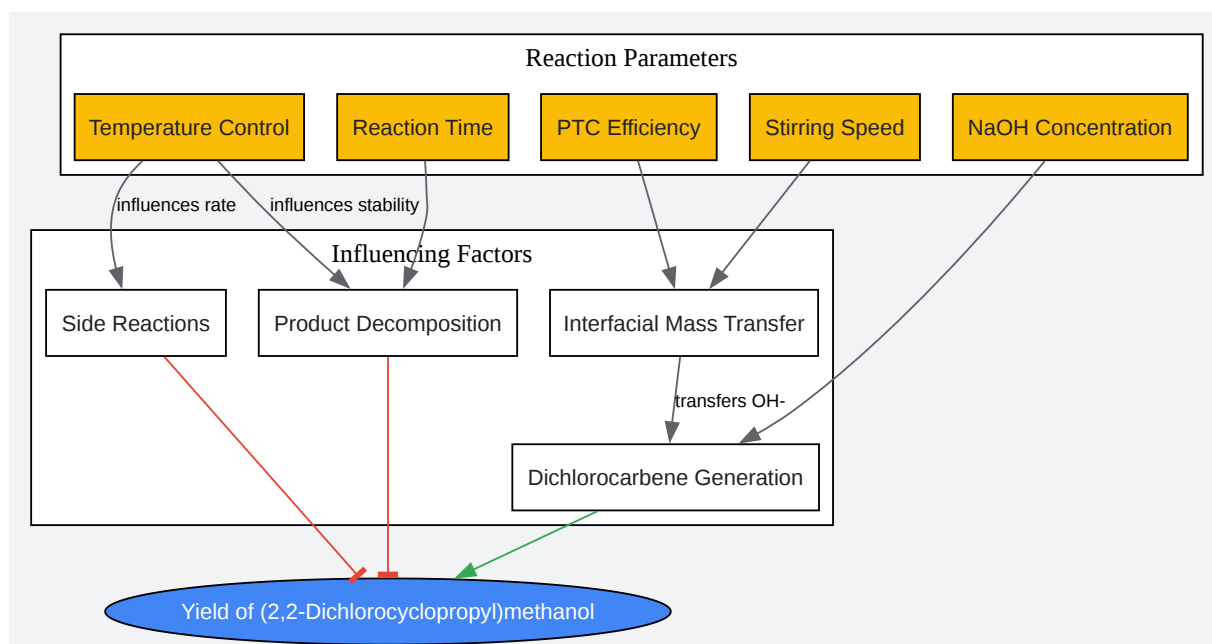 Reaction Parameters
Temperature Control
Reaction Time
PTC Efficiency
Stirring Speed
NaOH Concentration
influences rate
influences stability
Influencing Factors
Side Reactions
Product Decomposition
Interfacial Mass Transfer
transfers OH-
Dichlorocarbene Generation
Yield of (2,2-Dichlorocyclopropyl)methanol